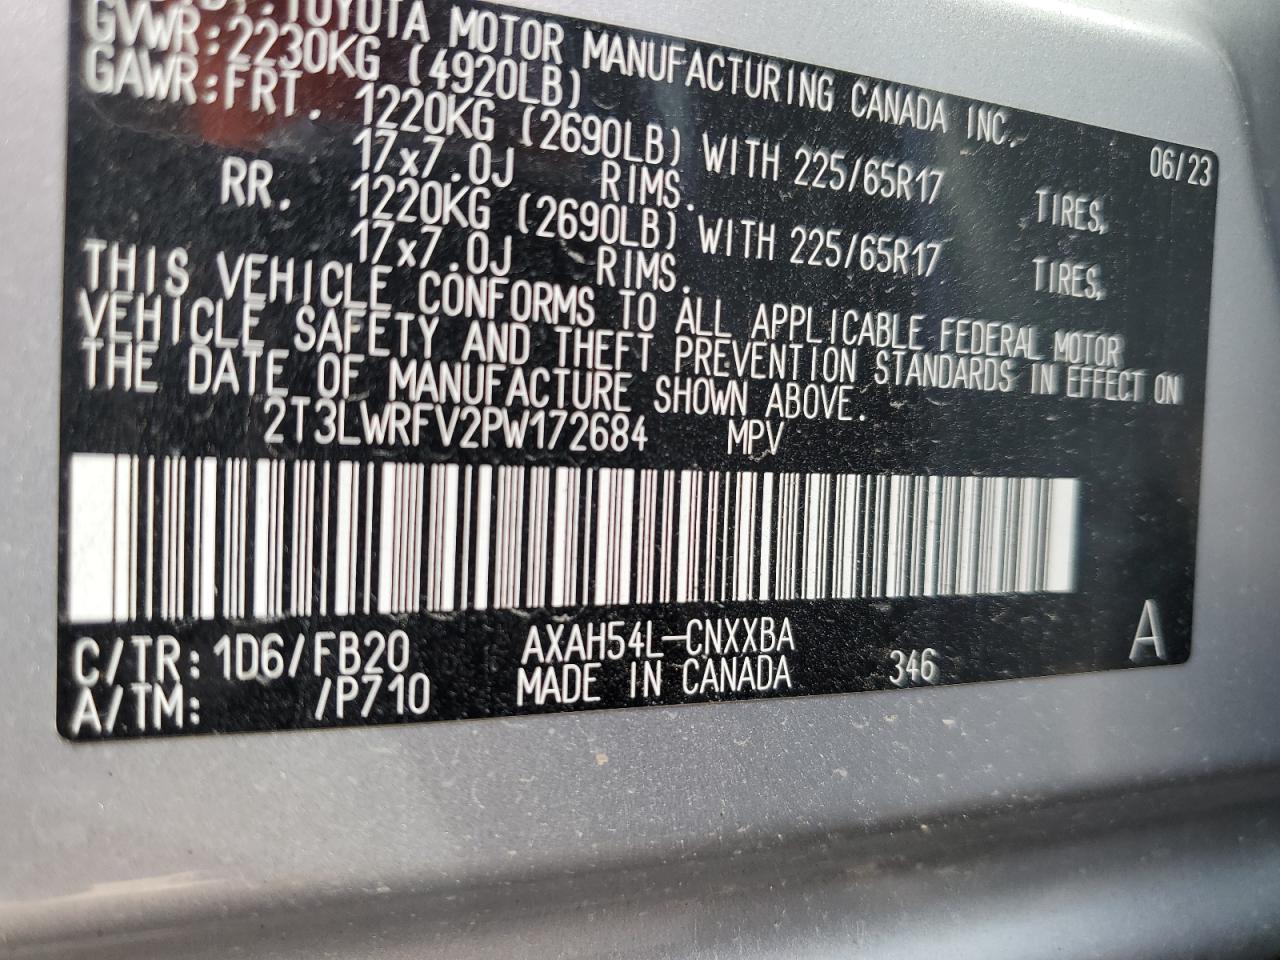 TOYOTA MOTOR MANUFACTURING CANADA INC. 06/23
GVWR:2230KG (4920LB)
GAWR:FRT. 1220KG (2690LB) WITH 225/65R17 TIRES,
17x7.0J RIMS.
RR. 1220KG (2690LB) WITH 225/65R17 TIRES,
17x7.0J RIMS.
THIS VEHICLE CONFORMS TO ALL APPLICABLE FEDERAL MOTOR
VEHICLE SAFETY AND THEFT PREVENTION STANDARDS IN EFFECT ON
THE DATE OF MANUFACTURE SHOWN ABOVE.
2T3LWRFV2PW172684 MPV
C/TR:1D6/FB20 AXAH54L-CNXXBA
A/TM: /P710 MADE IN CANADA 346 A